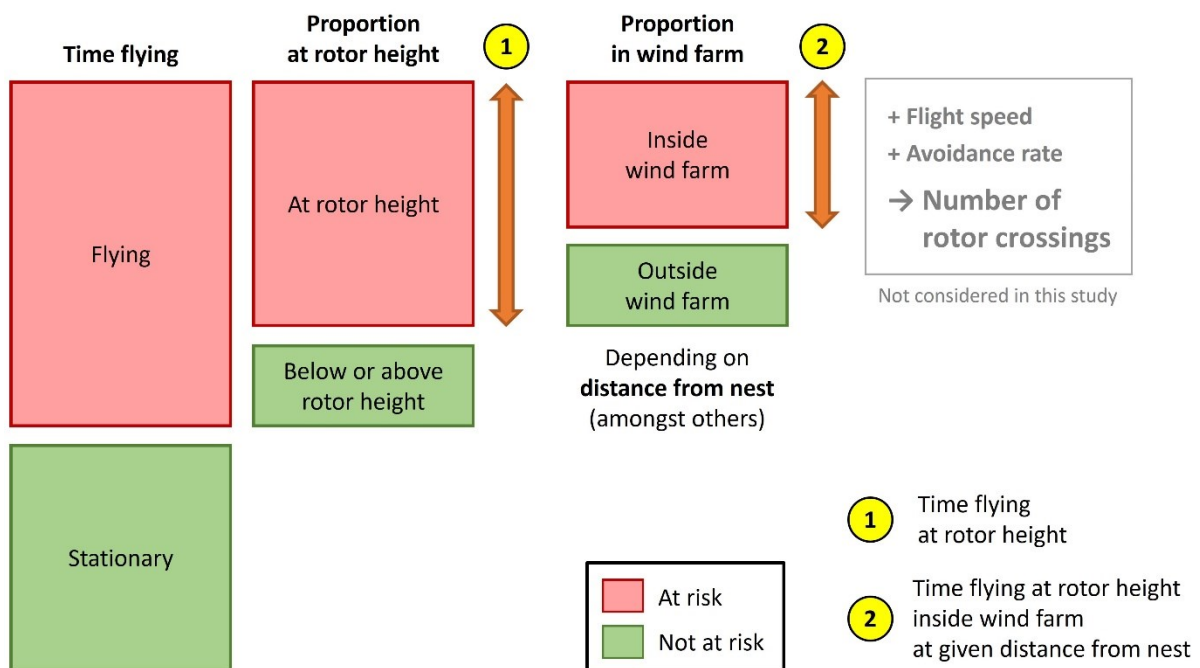 Time flying
Proportion
at rotor height
1
Proportion
in wind farm
2
Flying
Stationary
At rotor height
Below or above
rotor height
Inside
wind farm
Outside
wind farm
Depending on
distance from nest
(amongst others)
+ Flight speed
+ Avoidance rate
→ Number of
rotor crossings
Not considered in this study
At risk
Not at risk
1
Time flying
at rotor height
2
Time flying at rotor height
inside wind farm
at given distance from nest